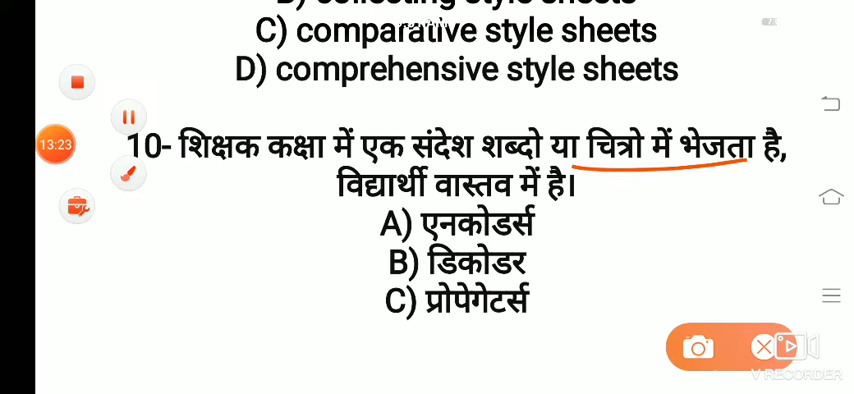 C) comparative style sheets
D) comprehensive style sheets
13:23
10- शिक्षक कक्षा में एक संदेश शब्दो या चित्रो में भेजता है,
विद्यार्थी वास्तव में है।
A) एनकोडर्स
B) डिकोडर
C) प्रोपेगेटर्स
V RECORDER